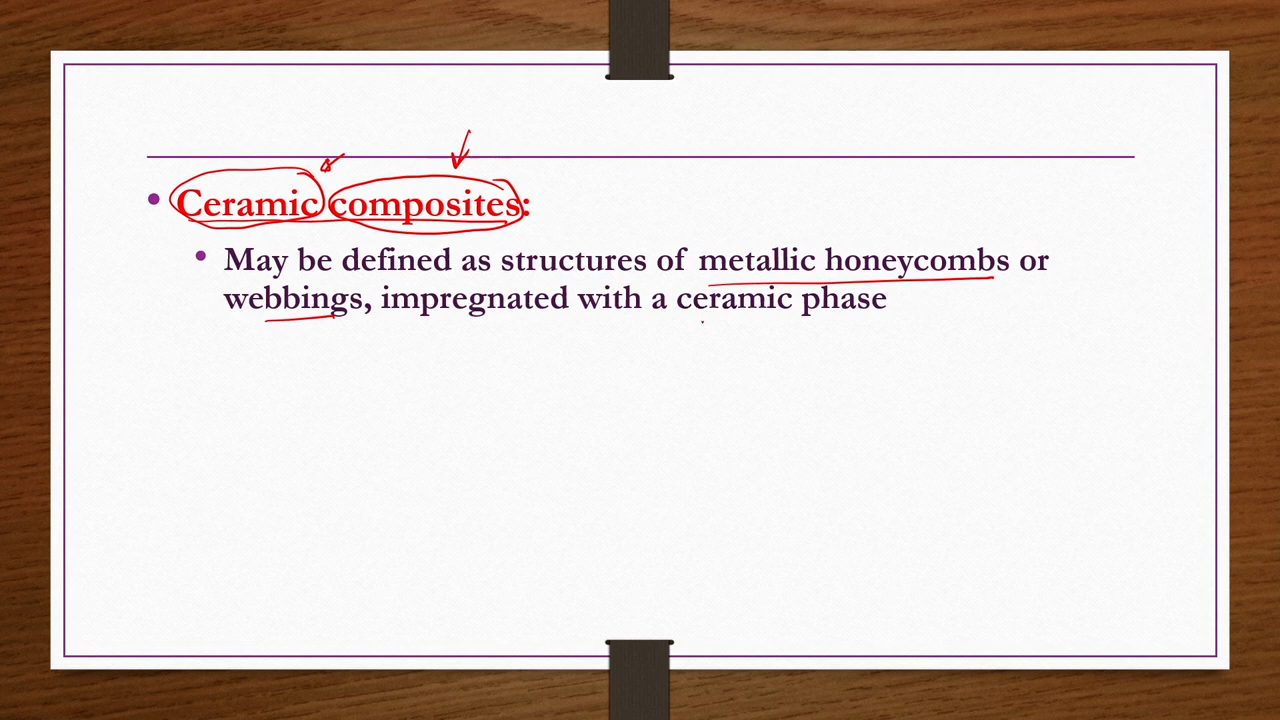 • Ceramic composites:
• May be defined as structures of metallic honeycombs or
webbings, impregnated with a ceramic phase